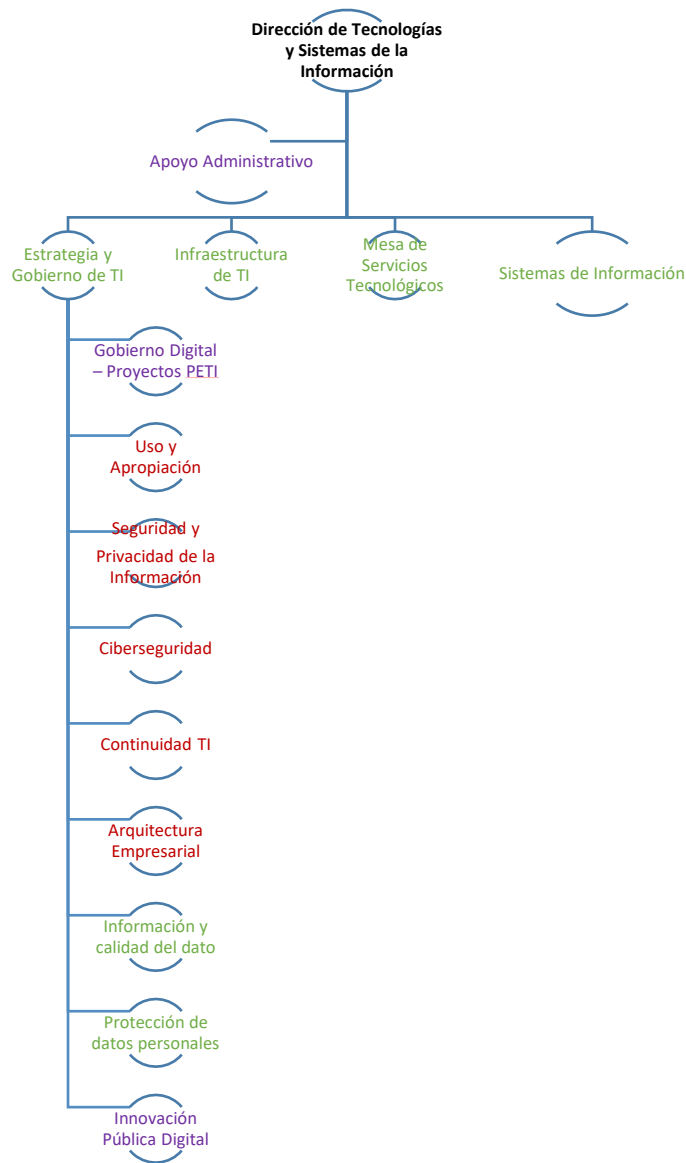 Dirección de Tecnologías
y Sistemas de la
Información
Apoyo Administrativo
Estrategia y
Gobierno de TI
Infraestructura
de TI
Mesa de
Servicios
Tecnológicos
Sistemas de Información
Gobierno Digital
– Proyectos PETI
Uso y
Apropiación
Seguridad y
Privacidad de la
Información
Ciberseguridad
Continuidad TI
Arquitectura
Empresarial
Información y
calidad del dato
Protección de
datos personales
Innovación
Pública Digital